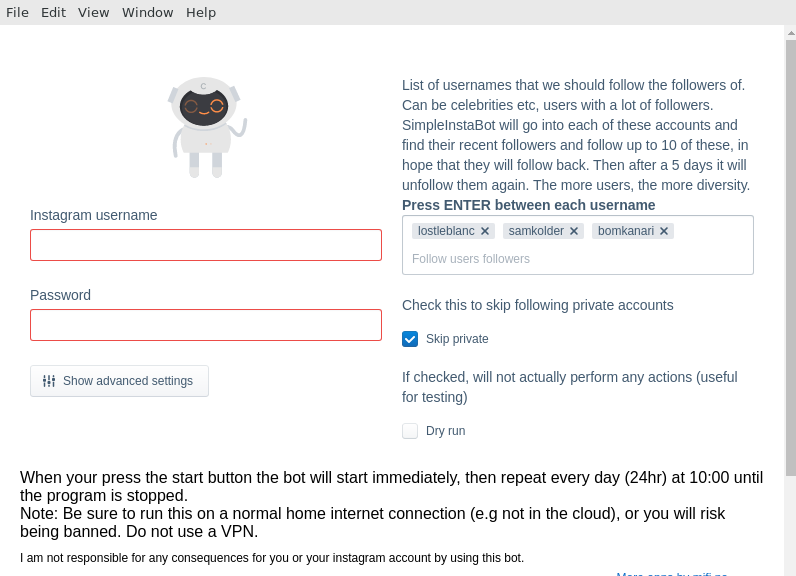 File Edit View Window Help
C
Instagram username
Password
Show advanced settings
List of usernames that we should follow the followers of.
Can be celebrities etc, users with a lot of followers.
SimpleInstaBot will go into each of these accounts and
find their recent followers and follow up to 10 of these, in
hope that they will follow back. Then after a 5 days it will
unfollow them again. The more users, the more diversity.
Press ENTER between each username
lostleblanc samkolder bomkanari
Follow users followers
Check this to skip following private accounts
Skip private
If checked, will not actually perform any actions (useful
for testing)
Dry run
When your press the start button the bot will start immediately, then repeat every day (24hr) at 10:00 until
the program is stopped.
Note: Be sure to run this on a normal home internet connection (e.g not in the cloud), or you will risk
being banned. Do not use a VPN.
I am not responsible for any consequences for you or your instagram account by using this bot.
More apps by mifi.no